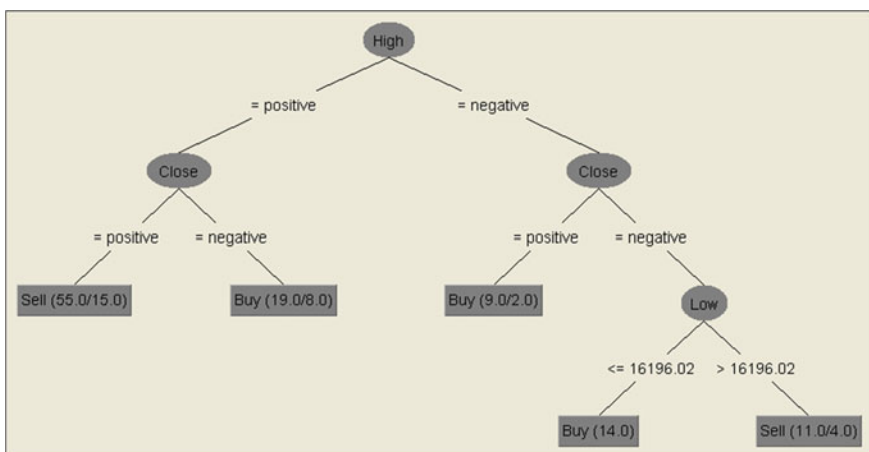 High
= positive
= negative
Close
Close
= positive
= negative
= positive
= negative
Sell (55.0/15.0)
Buy (19.0/8.0)
Buy (9.0/2.0)
Low
<= 16196.02
> 16196.02
Buy (14.0)
Sell (11.0/4.0)